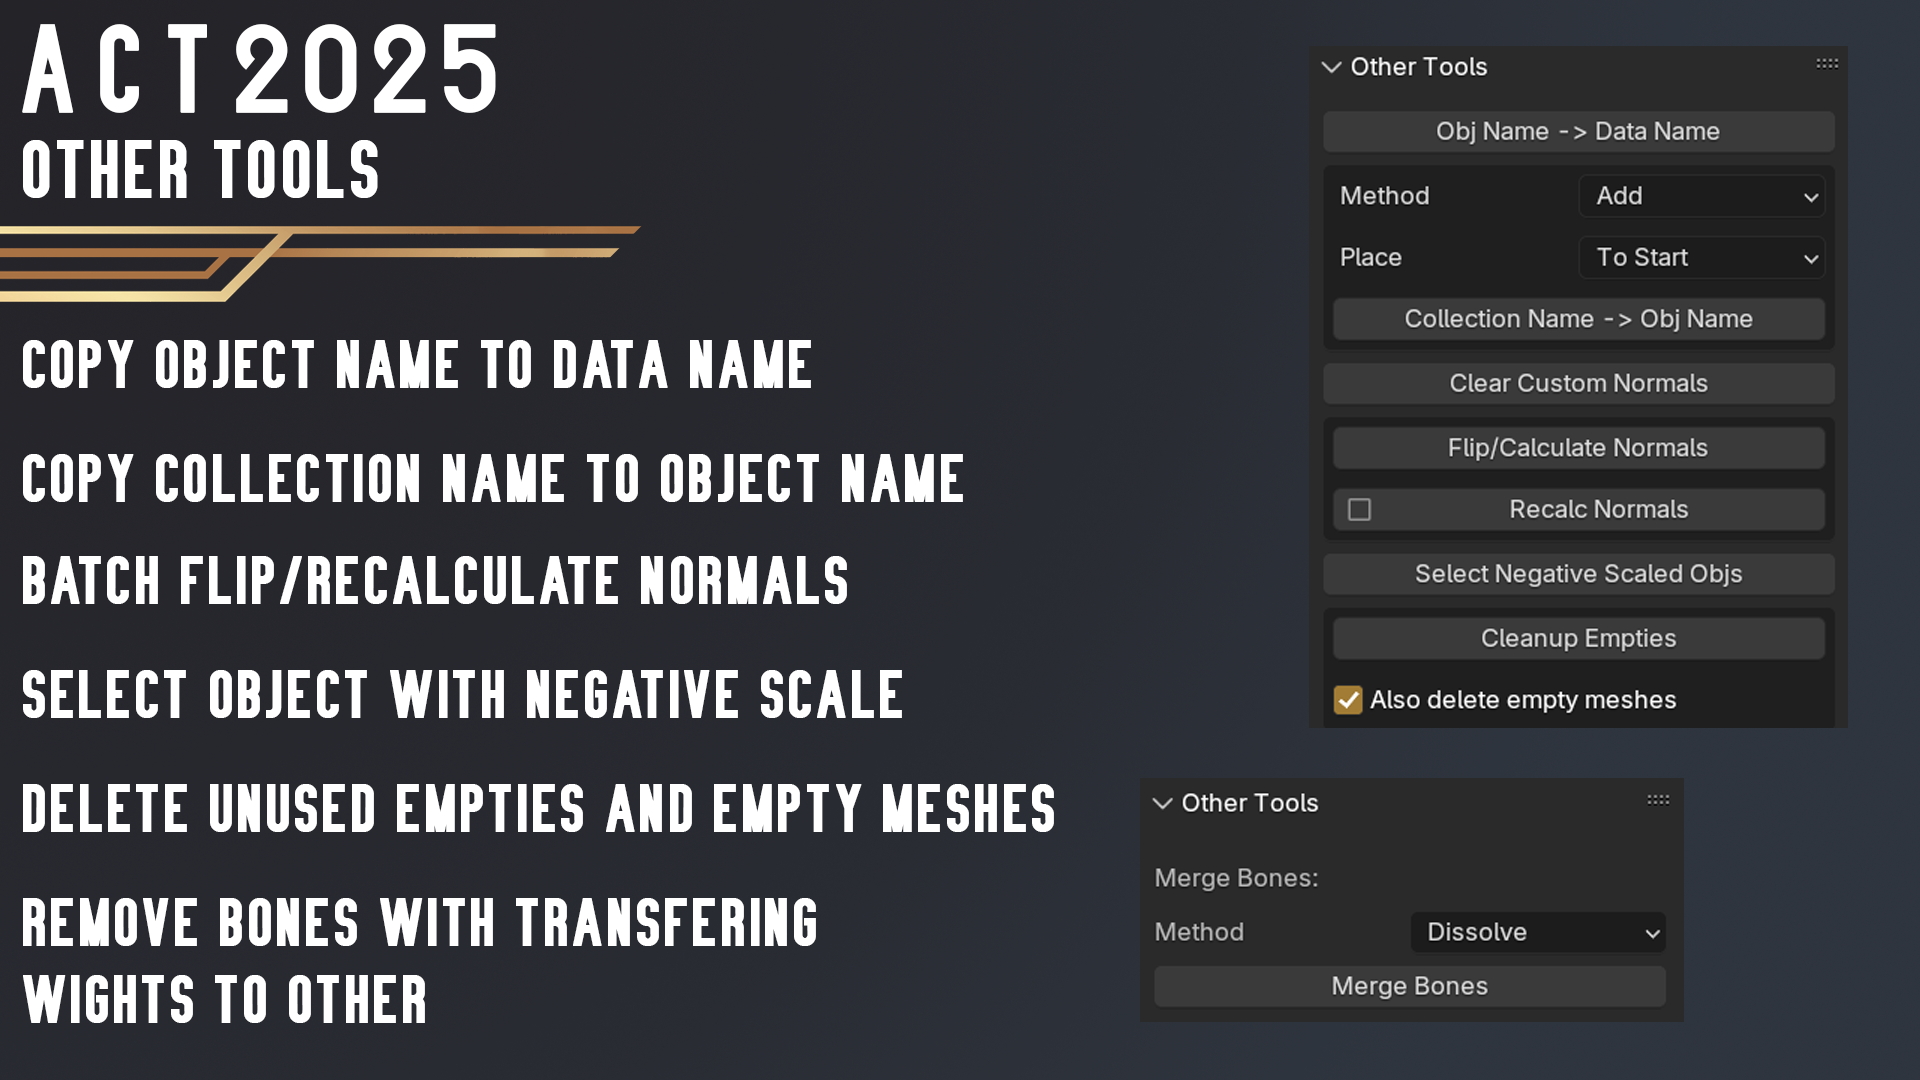 ACT2025
OTHER TOOLS
COPY OBJECT NAME TO DATA NAME
COPY COLLECTION NAME TO OBJECT NAME
BATCH FLIP/RECALCULATE NORMALS
SELECT OBJECT WITH NEGATIVE SCALE
DELETE UNUSED EMPTIES AND EMPTY MESHES
REMOVE BONES WITH TRANSFERING
WIGHTS TO OTHER
Other Tools
Obj Name -> Data Name
Method Add
Place To Start
Collection Name -> Obj Name
Clear Custom Normals
Flip/Calculate Normals
Recalc Normals
Select Negative Scaled Objs
Cleanup Empties
Also delete empty meshes
Other Tools
Merge Bones:
Method Dissolve
Merge Bones